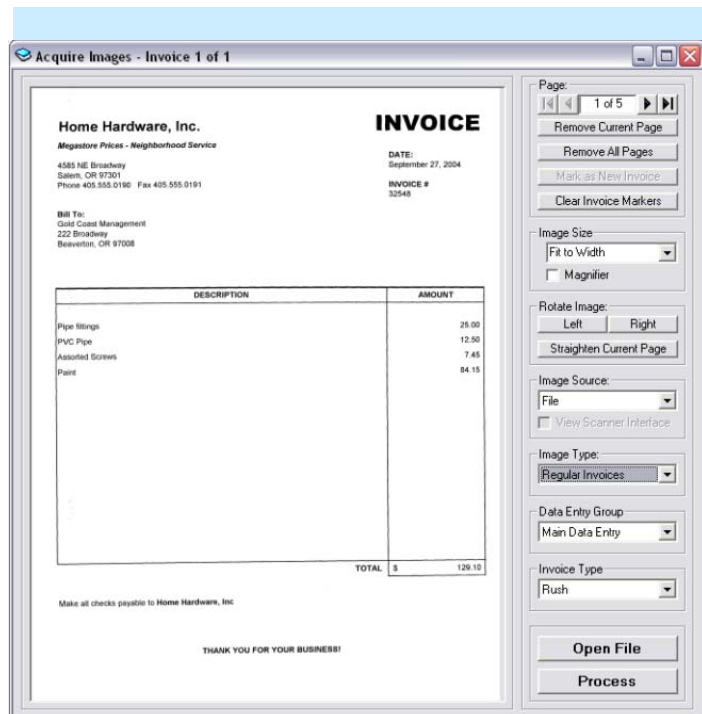 Acquire Images - Invoice 1 of 1
Home Hardware, Inc.
INVOICE
Megastore Prices - Neighborhood Service
4585 NE Broadway
Salem, OR 97301
Phone 405.555.0190 Fax 405.555.0191
DATE:
September 27, 2004
INVOICE #
32548
Bill To:
Gold Coast Management
222 Broadway
Beaverton, OR 97008
DESCRIPTION AMOUNT
Pipe fittings 25.00
PVC Pipe 12.50
Assorted Screws 7.45
Paint 84.15
TOTAL $ 129.10
Make all checks payable to Home Hardware, Inc
THANK YOU FOR YOUR BUSINESS!
Page:
1 of 5
Remove Current Page
Remove All Pages
Mark as New Invoice
Clear Invoice Markers
Image Size
Fit to Width
Magnifier
Rotate Image:
Left Right
Straighten Current Page
Image Source:
File
View Scanner Interface
Image Type:
Regular Invoices
Data Entry Group
Main Data Entry
Invoice Type
Rush
Open File
Process